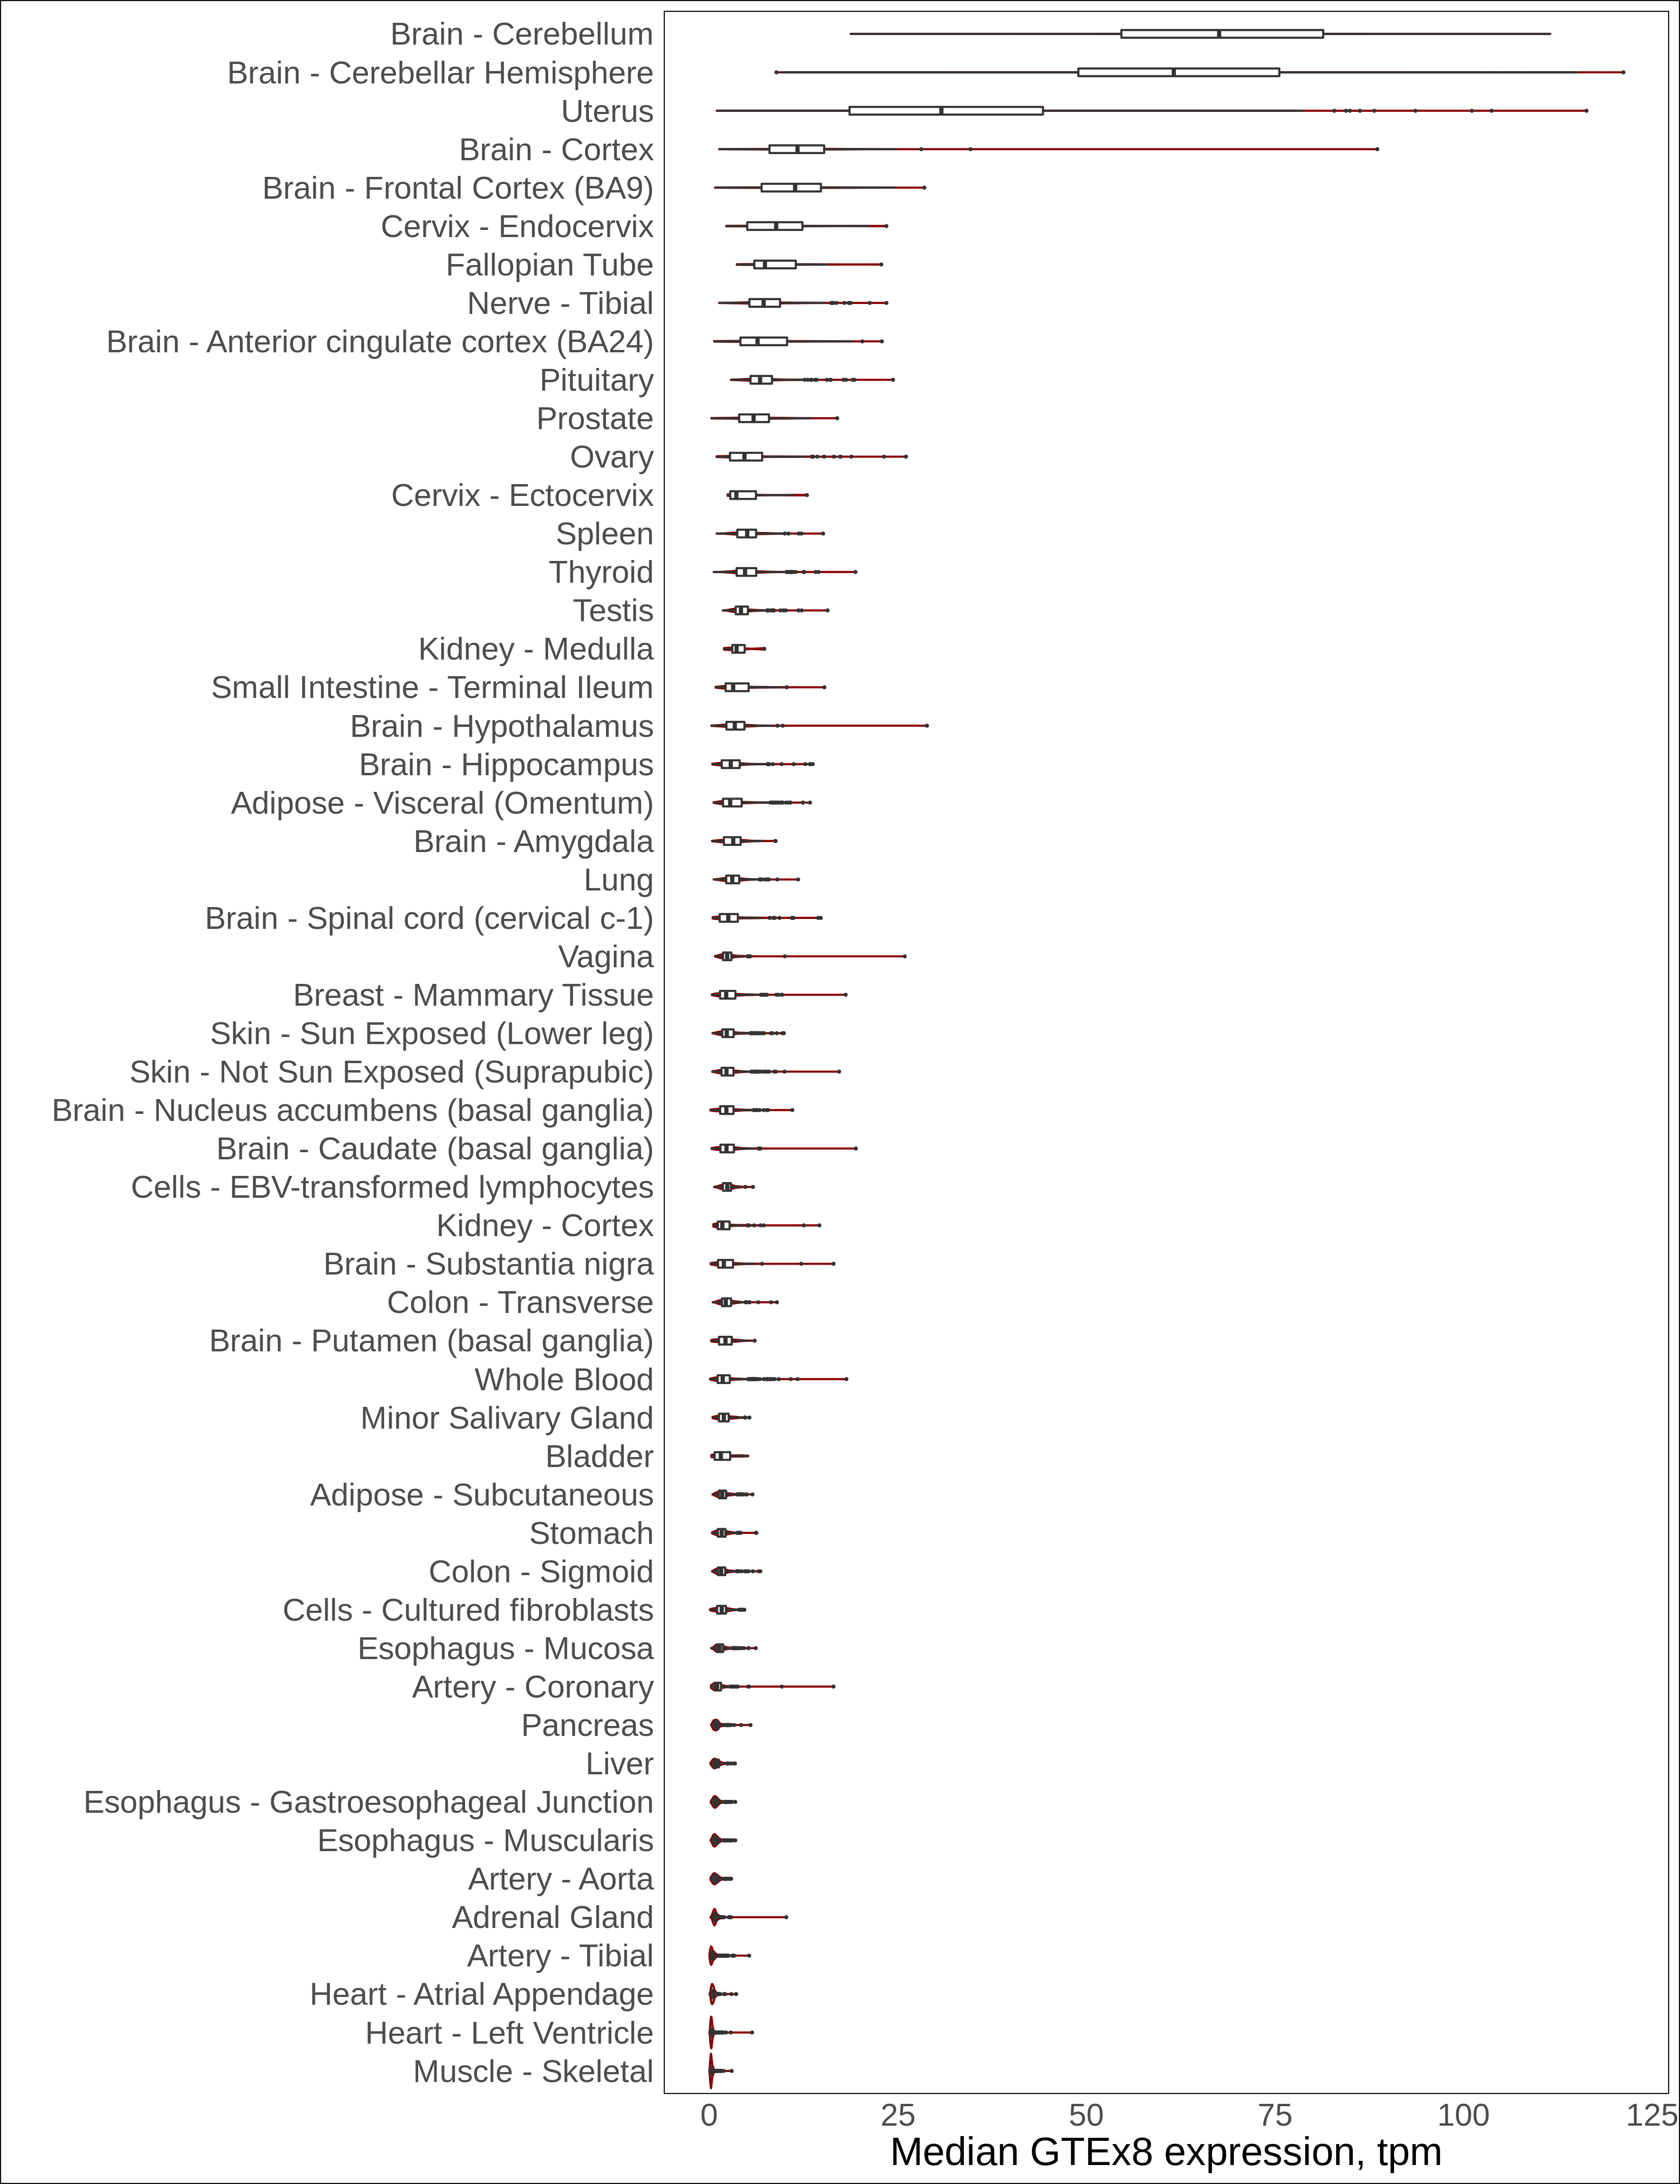 Brain - Cerebellum
Brain - Cerebellar Hemisphere
Uterus
Brain - Cortex
Brain - Frontal Cortex (BA9)
Cervix - Endocervix
Fallopian Tube
Nerve - Tibial
Brain - Anterior cingulate cortex (BA24)
Pituitary
Prostate
Ovary
Cervix - Ectocervix
Spleen
Thyroid
Testis
Kidney - Medulla
Small Intestine - Terminal Ileum
Brain - Hypothalamus
Brain - Hippocampus
Adipose - Visceral (Omentum)
Brain - Amygdala
Lung
Brain - Spinal cord (cervical c-1)
Vagina
Breast - Mammary Tissue
Skin - Sun Exposed (Lower leg)
Skin - Not Sun Exposed (Suprapubic)
Brain - Nucleus accumbens (basal ganglia)
Brain - Caudate (basal ganglia)
Cells - EBV-transformed lymphocytes
Kidney - Cortex
Brain - Substantia nigra
Colon - Transverse
Brain - Putamen (basal ganglia)
Whole Blood
Minor Salivary Gland
Bladder
Adipose - Subcutaneous
Stomach
Colon - Sigmoid
Cells - Cultured fibroblasts
Esophagus - Mucosa
Artery - Coronary
Pancreas
Liver
Esophagus - Gastroesophageal Junction
Esophagus - Muscularis
Artery - Aorta
Adrenal Gland
Artery - Tibial
Heart - Atrial Appendage
Heart - Left Ventricle
Muscle - Skeletal
0 25 50 75 100 125
Median GTEx8 expression, tpm